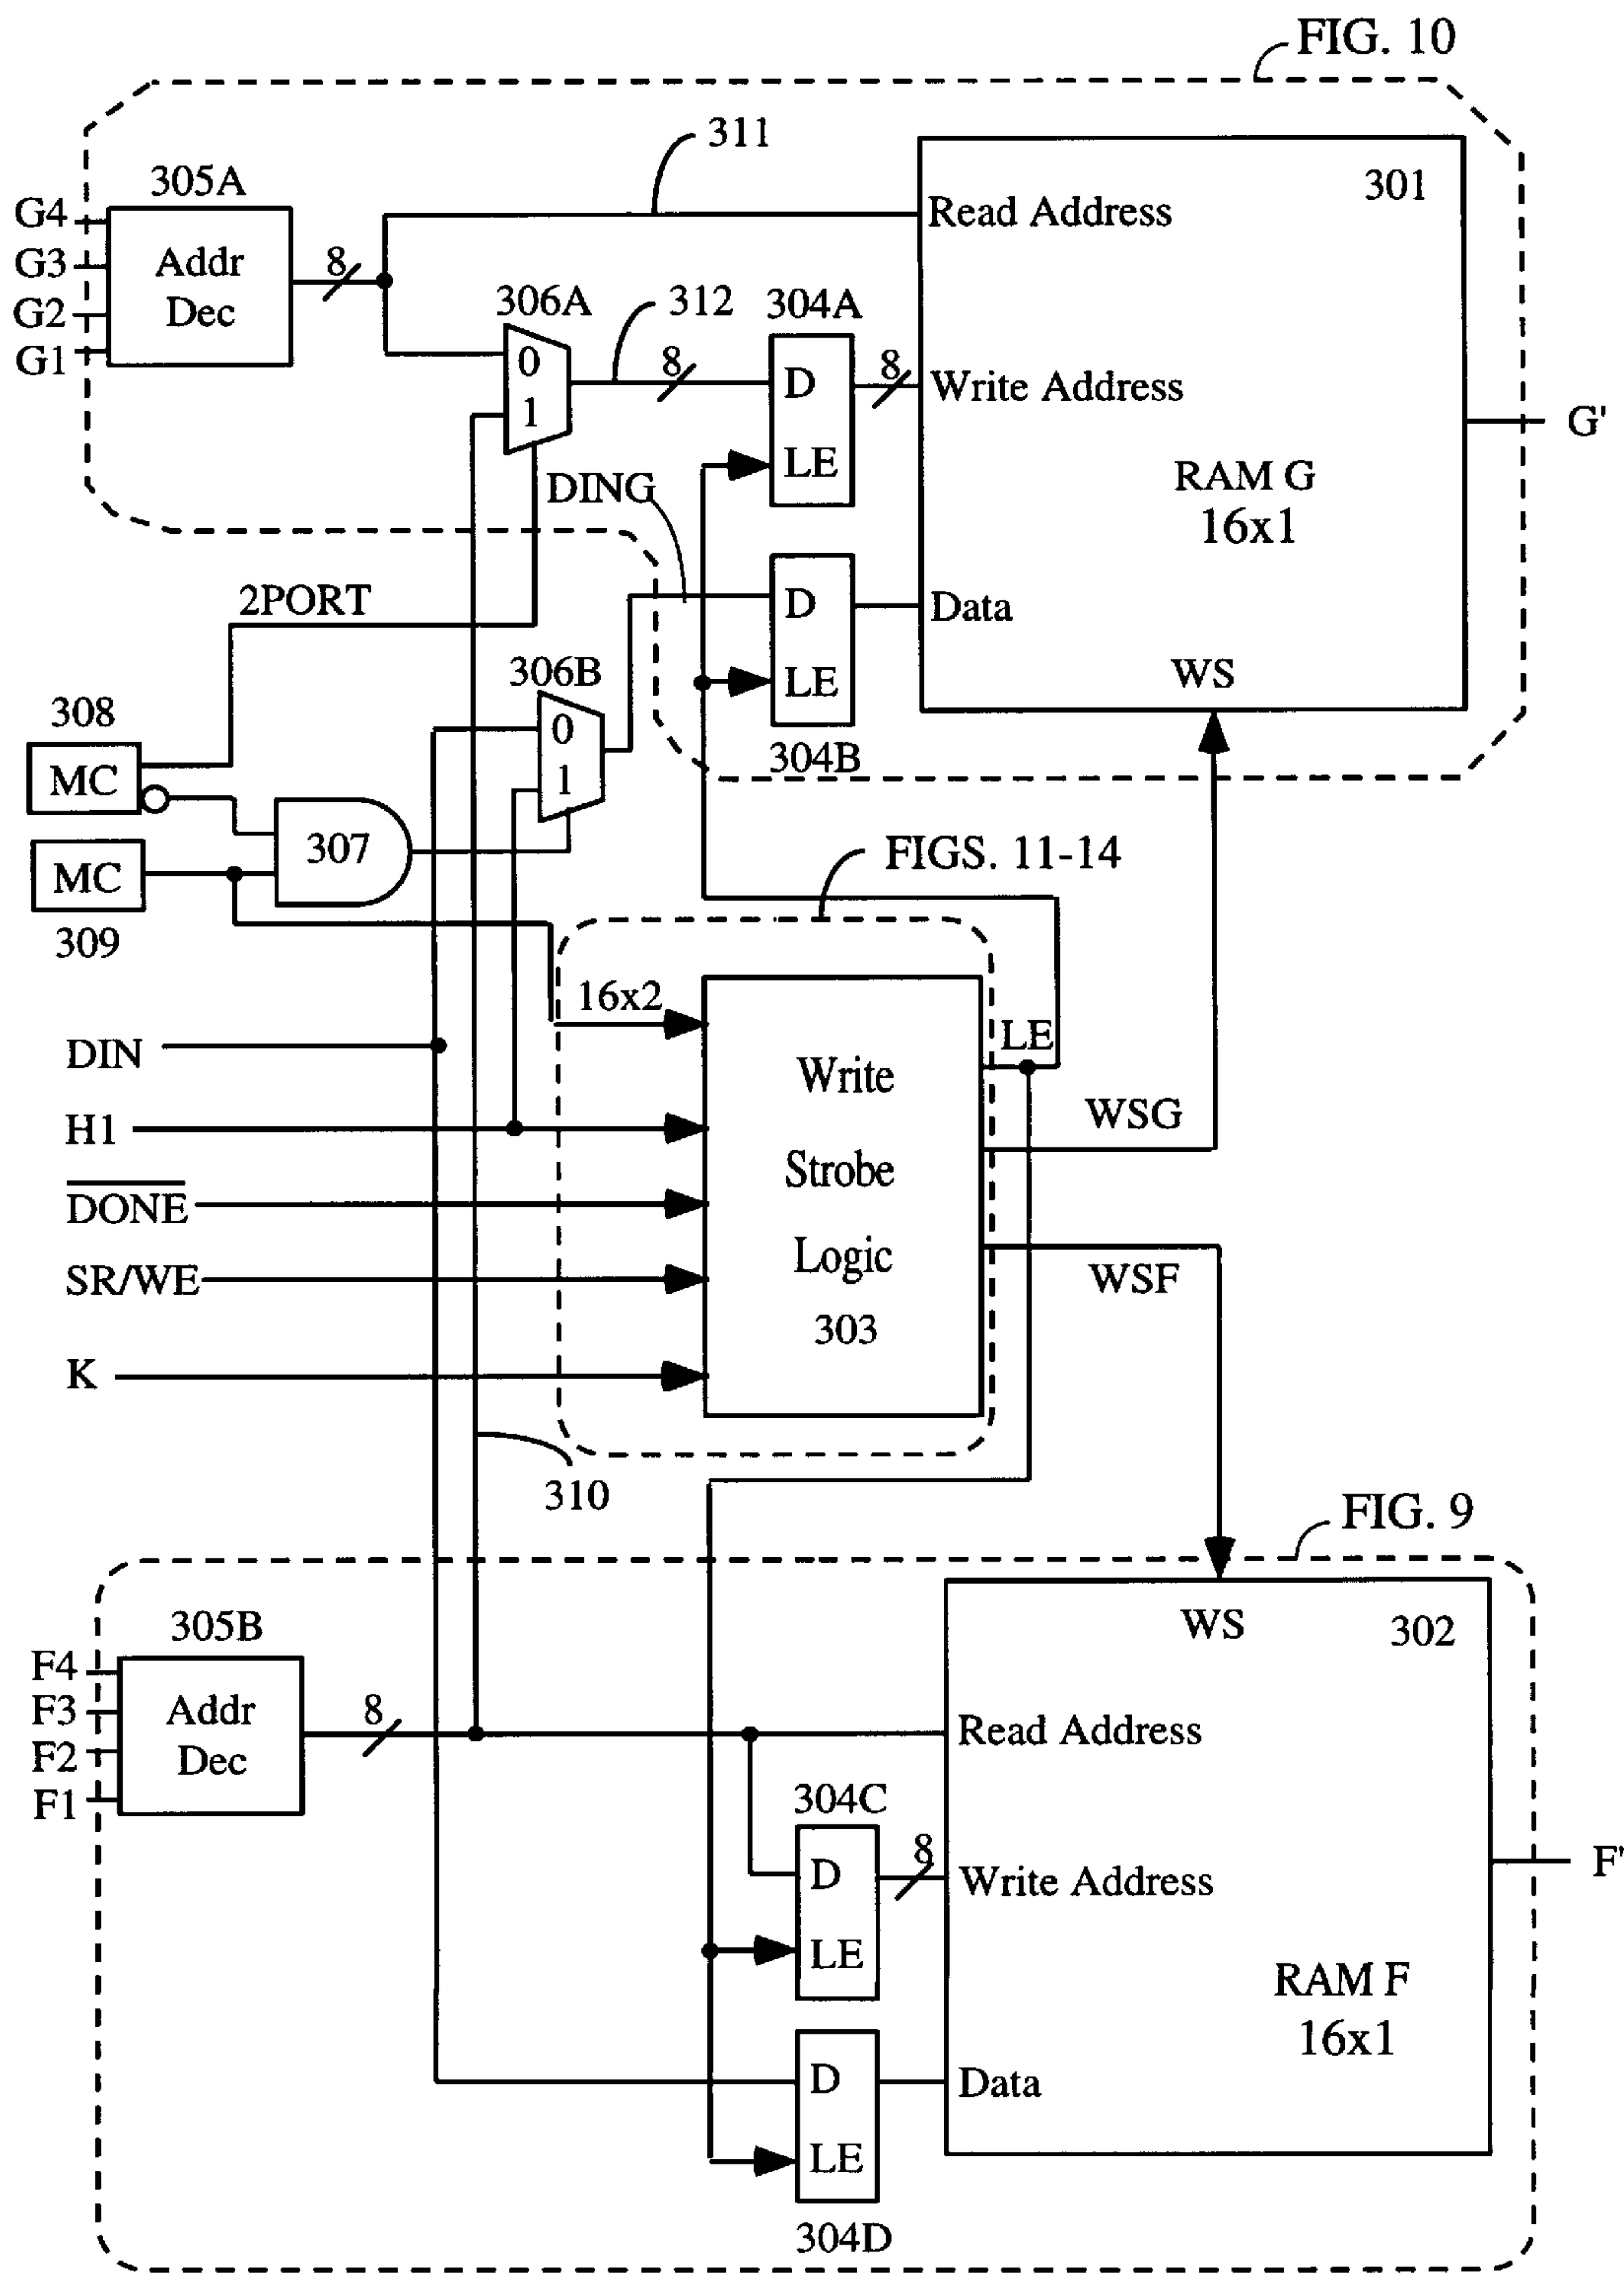 FIG. 10
311
305A
301
G4
G3
G2
G1
Addr
Dec
8
Read Address
306A
312
304A
0
1
8
D
LE
8
Write Address
G'
RAM G
16x1
DING
2PORT
D
LE
Data
WS
304B
306B
0
1
308
MC
307
MC
309
FIGS. 11-14
16x2
LE
DIN
Write
Strobe
Logic
303
WSG
H1
DONE
SR/WE
WSF
K
310
FIG. 9
305B
WS
302
F4
F3
F2
F1
Addr
Dec
8
Read Address
304C
D
LE
8
Write Address
F'
RAM F
16x1
D
LE
Data
304D